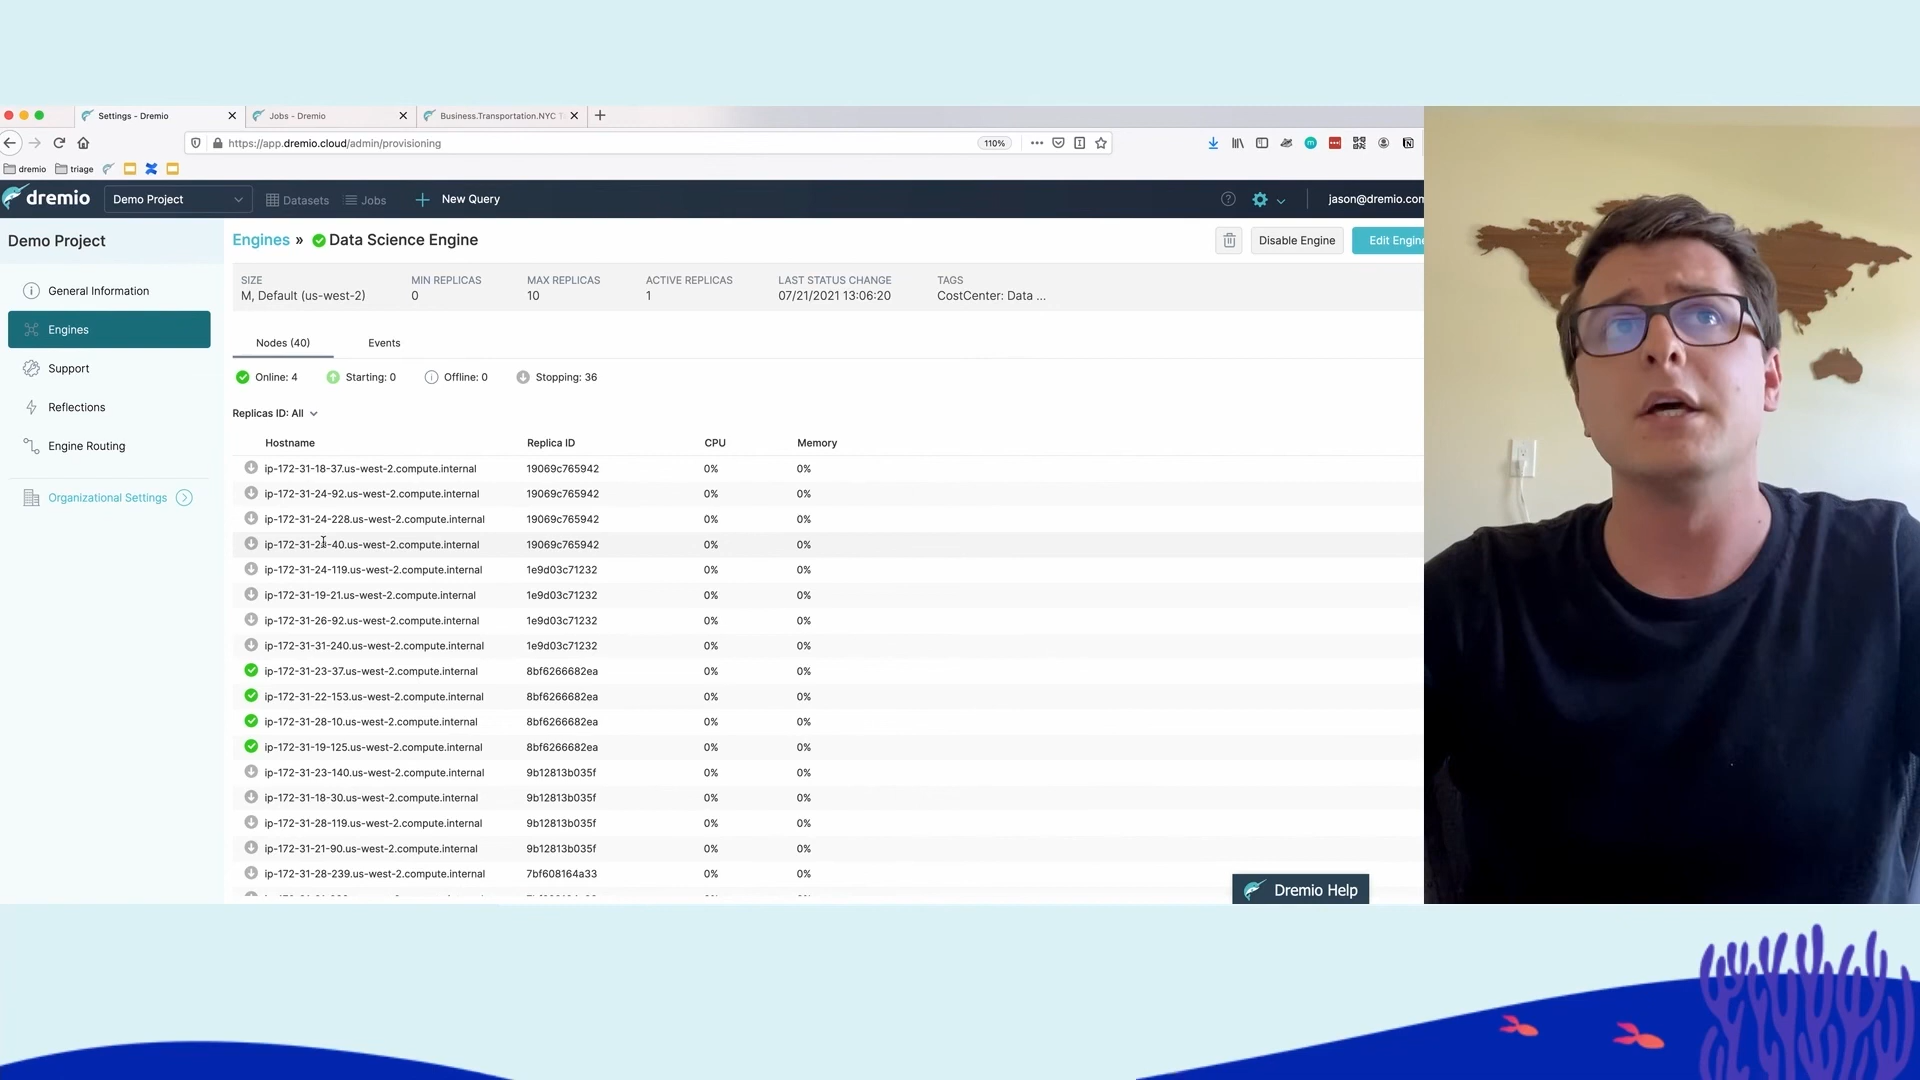 Settings - Dremio
Jobs - Dremio
Business.Transportation.NYC
https://app.dremio.cloud/admin/provisioning
110%
dremio
triage
dremio
Demo Project
Datasets
Jobs
New Query
jason@dremio.com
Demo Project
Engines » Data Science Engine
Disable Engine
Edit Engine
General Information
Engines
Support
Reflections
Engine Routing
Organizational Settings
SIZE MIN REPLICAS MAX REPLICAS ACTIVE REPLICAS LAST STATUS CHANGE TAGS
M, Default (us-west-2) 0 10 1 07/21/2021 13:06:20 CostCenter: Data ...
Nodes (40) Events
Online: 4 Starting: 0 Offline: 0 Stopping: 36
Replicas ID: All
Hostname Replica ID CPU Memory
ip-172-31-18-37.us-west-2.compute.internal 19069c765942 0% 0%
ip-172-31-24-92.us-west-2.compute.internal 19069c765942 0% 0%
ip-172-31-24-228.us-west-2.compute.internal 19069c765942 0% 0%
19069c765942 0% 0%
ip-172-31-24-119.us-west-2.compute.internal 1e9d03c71232 0% 0%
ip-172-31-19-21.us-west-2.compute.internal 1e9d03c71232 0% 0%
ip-172-31-26-92.us-west-2.compute.internal 1e9d03c71232 0% 0%
ip-172-31-31-240.us-west-2.compute.internal 1e9d03c71232 0% 0%
ip-172-31-23-37.us-west-2.compute.internal 8bf6266682ea 0% 0%
ip-172-31-22-153.us-west-2.compute.internal 8bf6266682ea 0% 0%
ip-172-31-28-10.us-west-2.compute.internal 8bf6266682ea 0% 0%
ip-172-31-19-125.us-west-2.compute.internal 8bf6266682ea 0% 0%
ip-172-31-23-140.us-west-2.compute.internal 9b12813b035f 0% 0%
ip-172-31-18-30.us-west-2.compute.internal 9b12813b035f 0% 0%
ip-172-31-28-119.us-west-2.compute.internal 9b12813b035f 0% 0%
ip-172-31-21-90.us-west-2.compute.internal 9b12813b035f 0% 0%
ip-172-31-28-239.us-west-2.compute.internal 7bf608164a33 0% 0%
Dremio Help